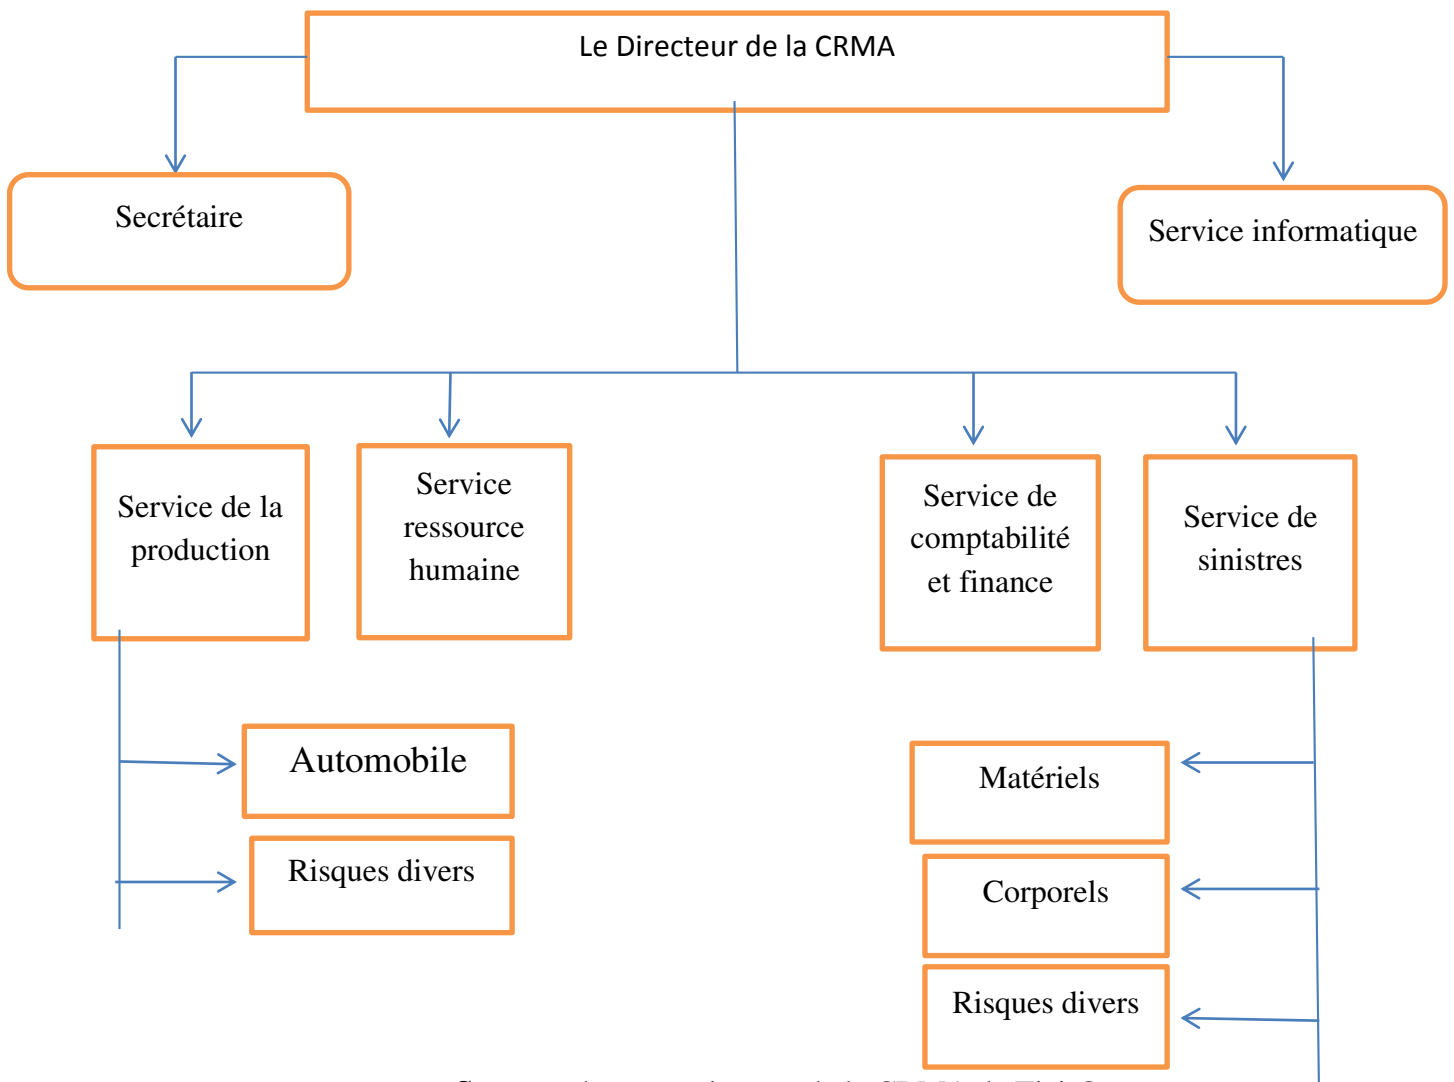 Le Directeur de la CRMA
Secrétaire
Service informatique
Service de la
production
Service
ressource
humaine
Service de
comptabilité
et finance
Service de
sinistres
Automobile
Risques divers
Matériels
Corporels
Risques divers